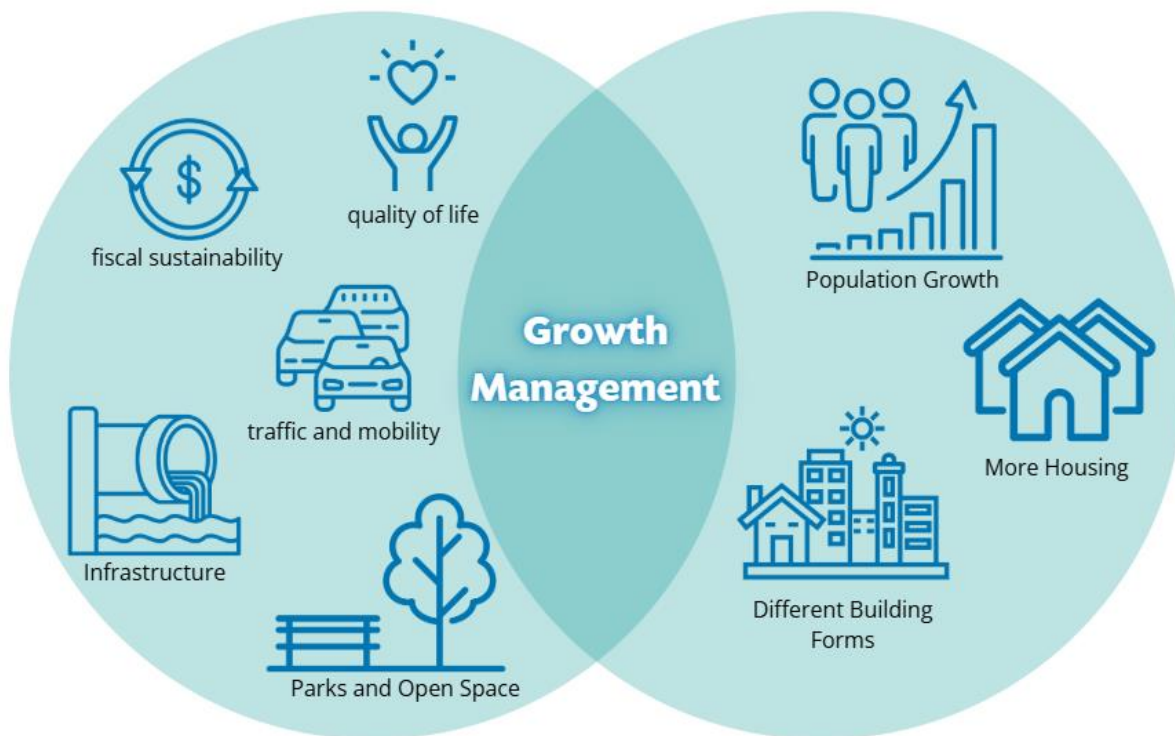 quality of life
fiscal sustainability
$
traffic and mobility
Infrastructure
Parks and Open Space
Growth
Management
Population Growth
More Housing
Different Building
Forms